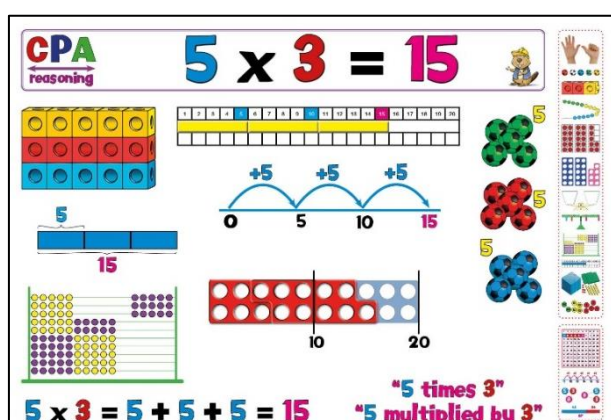 CPA
reasoning
5 x 3 = 15
1 2 3 4 5 6 7 8 9 10 11 12 13 14 15 16 17 18 19 20
5
+5 +5 +5
0 5 10 15
5
5
5
15
10 20
"5 times 3"
5 x 3 = 5 + 5 + 5 = 15
"5 multiplied by 3"